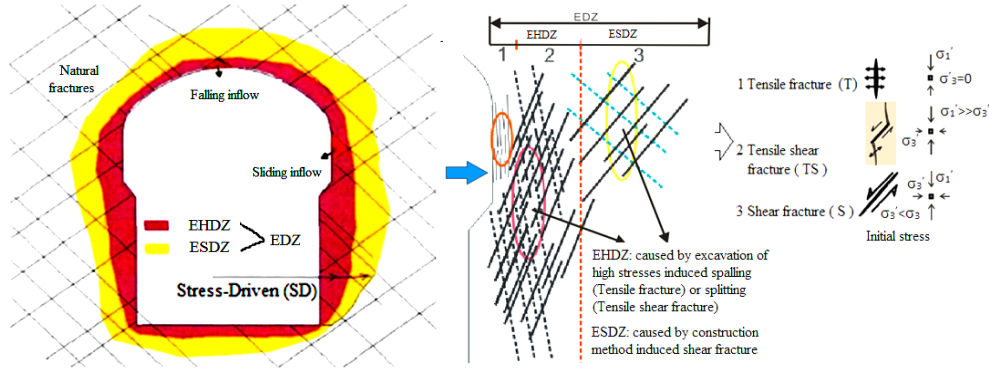 Natural
fractures
Falling inflow
Sliding inflow
EHDZ
ESDZ
EDZ
Stress-Driven (SD)
EDZ
EHDZ
ESDZ
1
2
3
EHDZ: caused by excavation of
high stresses induced spalling
(Tensile fracture) or splitting
(Tensile shear fracture)
ESDZ: caused by construction
method induced shear fracture
1 Tensile fracture (T)
σ₁'
σ'₃=0
2 Tensile shear
fracture ( TS )
σ₁'>>σ₃'
σ₃'
3 Shear fracture ( S )
σ₃'
σ₁'
σ₃'<σ₃
Initial stress